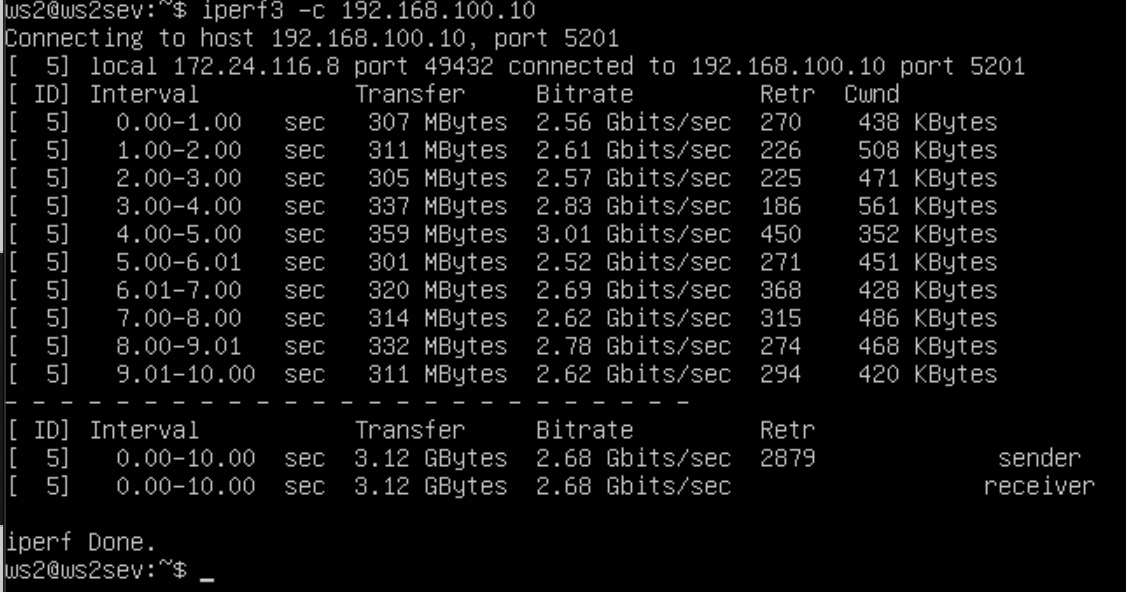 ws2@ws2sev:~$ iperf3 -c 192.168.100.10
Connecting to host 192.168.100.10, port 5201
[  5] local 172.24.116.8 port 49432 connected to 192.168.100.10 port 5201
[ ID] Interval           Transfer     Bitrate         Retr  Cwnd
[  5]   0.00-1.00   sec   307 MBytes  2.56 Gbits/sec  270    438 KBytes
[  5]   1.00-2.00   sec   311 MBytes  2.61 Gbits/sec  226    508 KBytes
[  5]   2.00-3.00   sec   305 MBytes  2.57 Gbits/sec  225    471 KBytes
[  5]   3.00-4.00   sec   337 MBytes  2.83 Gbits/sec  186    561 KBytes
[  5]   4.00-5.00   sec   359 MBytes  3.01 Gbits/sec  450    352 KBytes
[  5]   5.00-6.01   sec   301 MBytes  2.52 Gbits/sec  271    451 KBytes
[  5]   6.01-7.00   sec   320 MBytes  2.69 Gbits/sec  368    428 KBytes
[  5]   7.00-8.00   sec   314 MBytes  2.62 Gbits/sec  315    486 KBytes
[  5]   8.00-9.01   sec   332 MBytes  2.78 Gbits/sec  274    468 KBytes
[  5]   9.01-10.00  sec   311 MBytes  2.62 Gbits/sec  294    420 KBytes
- - - - - - - - - - - - - - - - - - - - - - - - -
[ ID] Interval           Transfer     Bitrate         Retr
[  5]   0.00-10.00  sec  3.12 GBytes  2.68 Gbits/sec  2879             sender
[  5]   0.00-10.00  sec  3.12 GBytes  2.68 Gbits/sec                  receiver
iperf Done.
ws2@ws2sev:~$ _